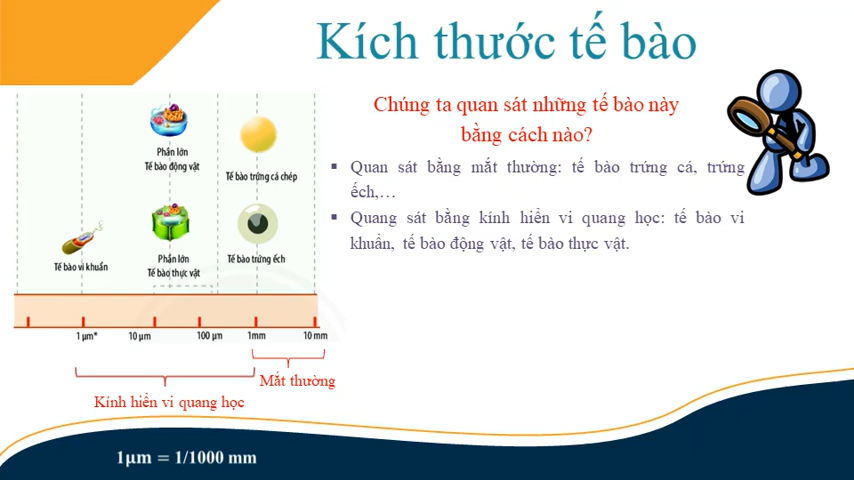 Kích thước tế bào
Chúng ta quan sát những tế bào này
bằng cách nào?
▪ Quan sát bằng mắt thường: tế bào trứng cá, trứng
ếch,...
▪ Quang sát bằng kính hiển vi quang học: tế bào vi
khuẩn, tế bào động vật, tế bào thực vật.
Phần lớn
Tế bào động vật
Tế bào trứng cá chép
Tế bào vi khuẩn
Phần lớn
Tế bào thực vật
Tế bào trứng ếch
1 µm* 10 µm 100 µm 1mm 10 mm
Mắt thường
Kính hiển vi quang học
1µm = 1/1000 mm